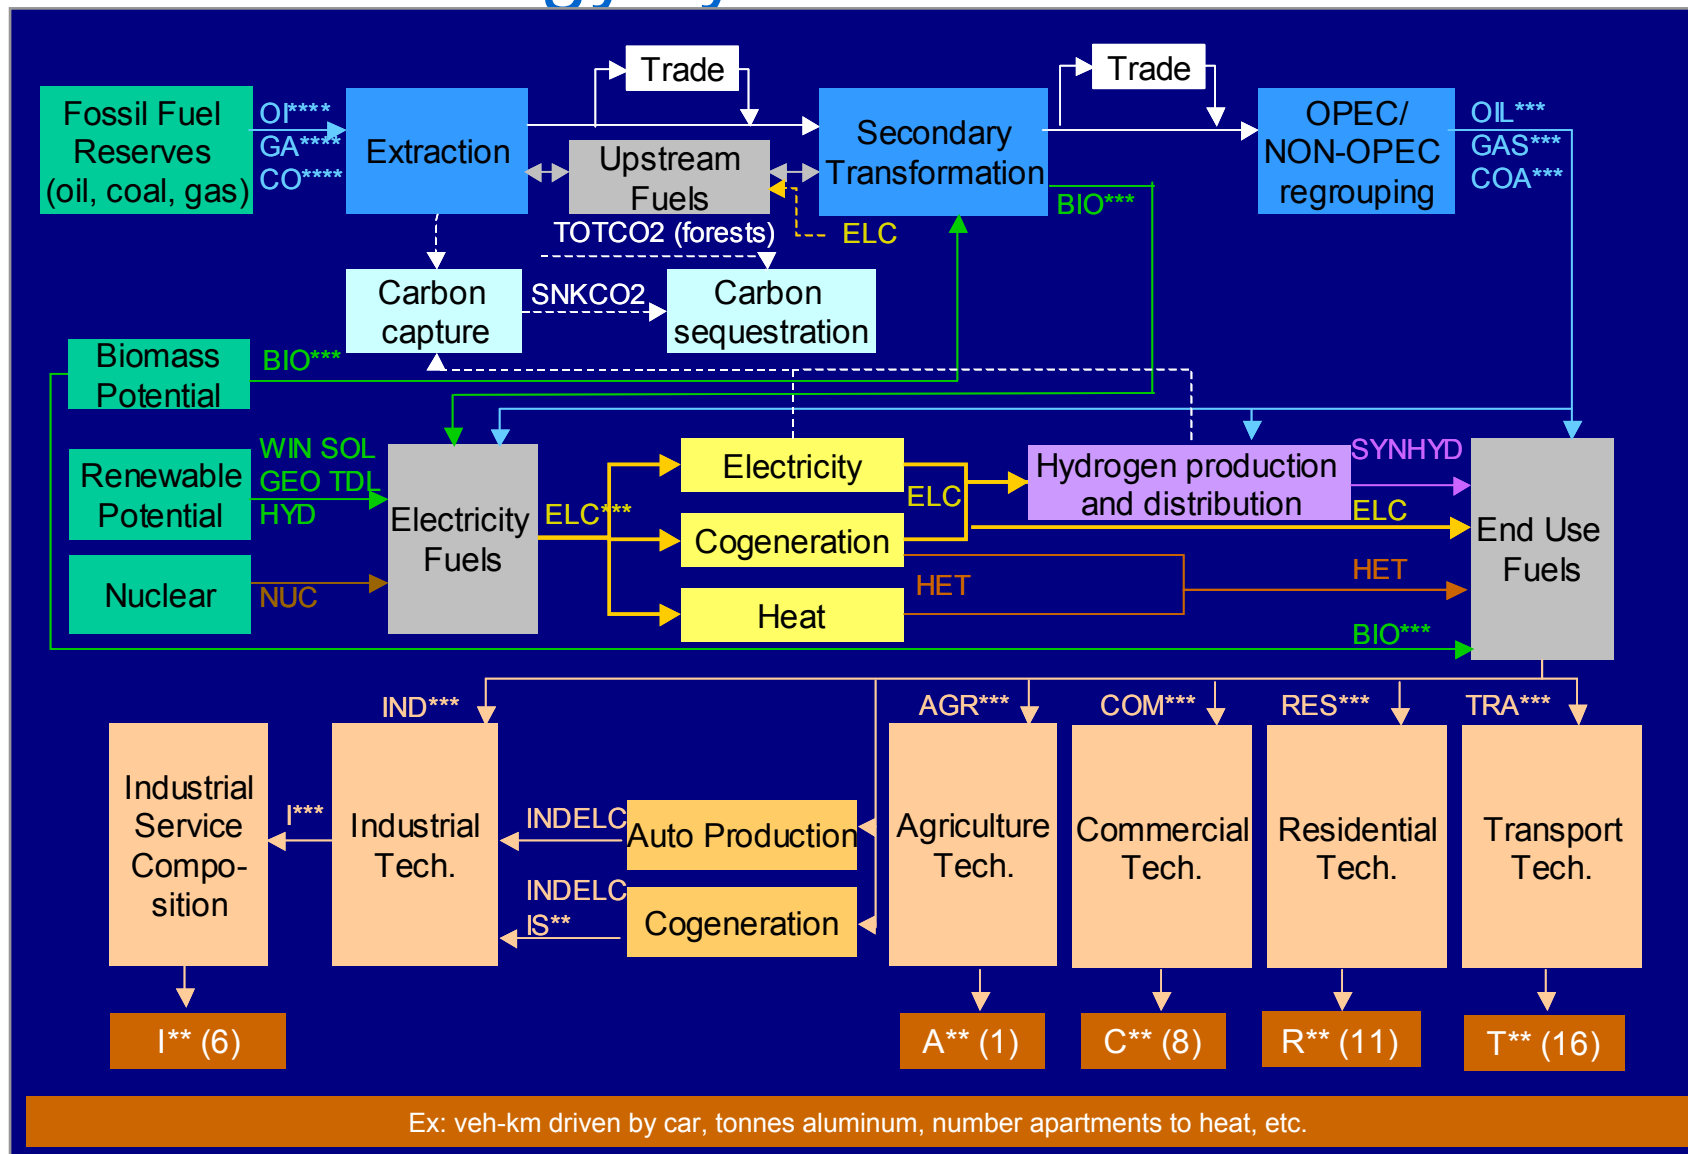 Trade
Trade
Fossil Fuel
Reserves
(oil, coal, gas)
OI****
GA****
CO****
Extraction
Upstream
Fuels
Secondary
Transformation
OPEC/
NON-OPEC
regrouping
OIL***
GAS***
COA***
BIO***
ELC
TOTCO2 (forests)
Carbon
capture
SNKCO2
Carbon
sequestration
Biomass
Potential
BIO***
Renewable
Potential
WIN SOL
GEO TDL
HYD
Nuclear
NUC
Electricity
Fuels
ELC***
Electricity
Cogeneration
Heat
ELC
HET
Hydrogen production
and distribution
SYNHYD
ELC
HET
BIO***
End Use
Fuels
IND***
AGR***
COM***
RES***
TRA***
Industrial
Service
Compo-
sition
I***
Industrial
Tech.
INDELC
Auto Production
INDELC
IS**
Cogeneration
Agriculture
Tech.
Commercial
Tech.
Residential
Tech.
Transport
Tech.
I** (6)
A** (1)
C** (8)
R** (11)
T** (16)
Ex: veh-km driven by car, tonnes aluminum, number apartments to heat, etc.